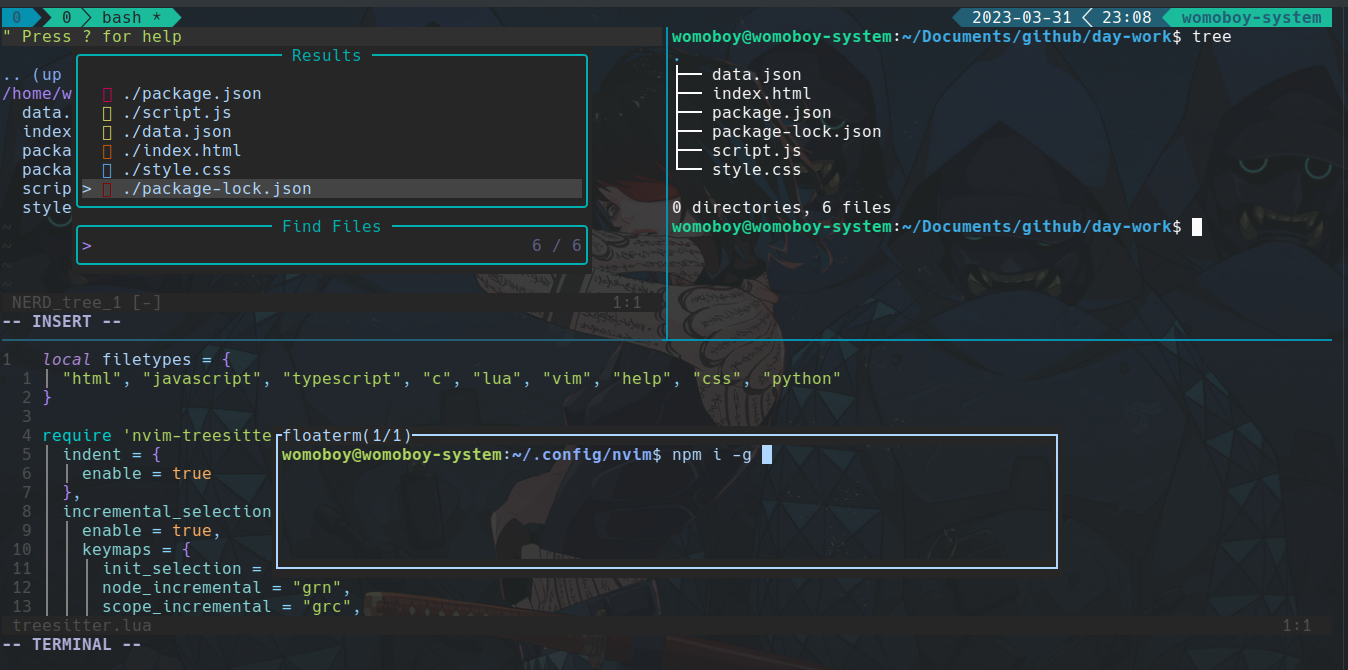 0 0 bash * 2023-03-31 23:08 womoboy-system
" Press ? for help
Results
.. (up
/home/w ./package.json
data. ./script.js
index ./data.json
packa ./index.html
packa ./style.css
scrip > ./package-lock.json
style
~
Find Files
~
> 6 / 6
~
NERD_tree_1 [-] 1:1
-- INSERT --
womoboy@womoboy-system:~/Documents/github/day-work$ tree
.
├── data.json
├── index.html
├── package.json
├── package-lock.json
├── script.js
└── style.css
0 directories, 6 files
womoboy@womoboy-system:~/Documents/github/day-work$
1 local filetypes = {
1 "html", "javascript", "typescript", "c", "lua", "vim", "help", "css", "python"
2 }
3
4 require 'nvim-treesitte
5 indent = {
6 enable = true
7 },
8 incremental_selection
9 enable = true,
10 keymaps = {
11 init_selection =
12 node_incremental = "grn",
13 scope_incremental = "grc",
floaterm(1/1)
womoboy@womoboy-system:~/.config/nvim$ npm i -g
treesitter.lua 1:1
-- TERMINAL --